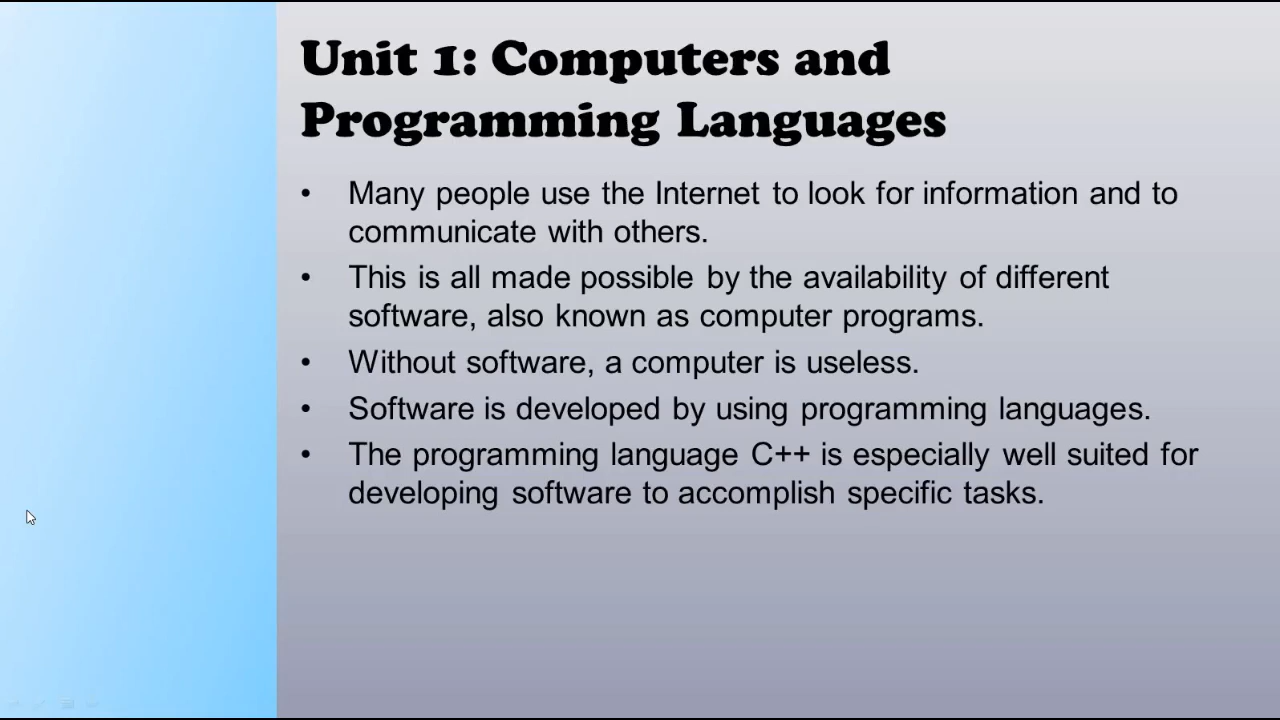 Unit 1: Computers and
Programming Languages
• Many people use the Internet to look for information and to
communicate with others.
• This is all made possible by the availability of different
software, also known as computer programs.
• Without software, a computer is useless.
• Software is developed by using programming languages.
• The programming language C++ is especially well suited for
developing software to accomplish specific tasks.